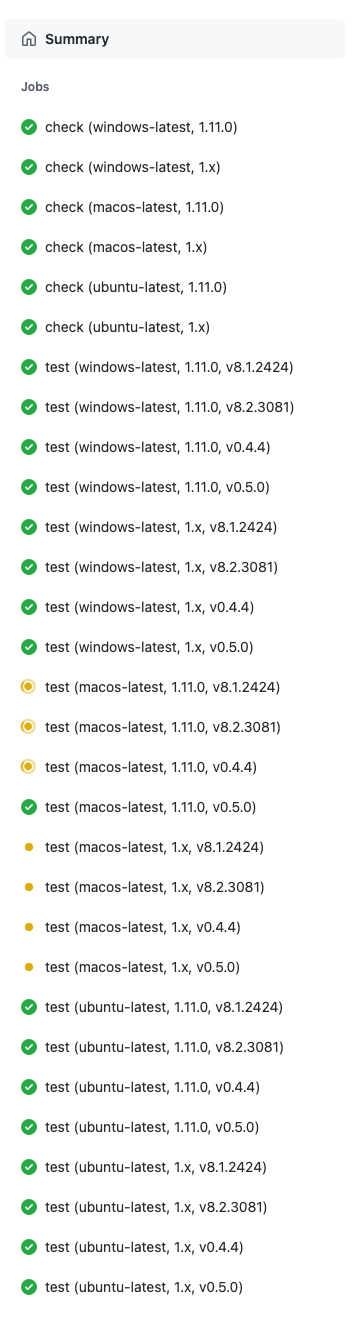 Summary
Jobs
check (windows-latest, 1.11.0)
check (windows-latest, 1.x)
check (macos-latest, 1.11.0)
check (macos-latest, 1.x)
check (ubuntu-latest, 1.11.0)
check (ubuntu-latest, 1.x)
test (windows-latest, 1.11.0, v8.1.2424)
test (windows-latest, 1.11.0, v8.2.3081)
test (windows-latest, 1.11.0, v0.4.4)
test (windows-latest, 1.11.0, v0.5.0)
test (windows-latest, 1.x, v8.1.2424)
test (windows-latest, 1.x, v8.2.3081)
test (windows-latest, 1.x, v0.4.4)
test (windows-latest, 1.x, v0.5.0)
test (macos-latest, 1.11.0, v8.1.2424)
test (macos-latest, 1.11.0, v8.2.3081)
test (macos-latest, 1.11.0, v0.4.4)
test (macos-latest, 1.11.0, v0.5.0)
test (macos-latest, 1.x, v8.1.2424)
test (macos-latest, 1.x, v8.2.3081)
test (macos-latest, 1.x, v0.4.4)
test (macos-latest, 1.x, v0.5.0)
test (ubuntu-latest, 1.11.0, v8.1.2424)
test (ubuntu-latest, 1.11.0, v8.2.3081)
test (ubuntu-latest, 1.11.0, v0.4.4)
test (ubuntu-latest, 1.11.0, v0.5.0)
test (ubuntu-latest, 1.x, v8.1.2424)
test (ubuntu-latest, 1.x, v8.2.3081)
test (ubuntu-latest, 1.x, v0.4.4)
test (ubuntu-latest, 1.x, v0.5.0)